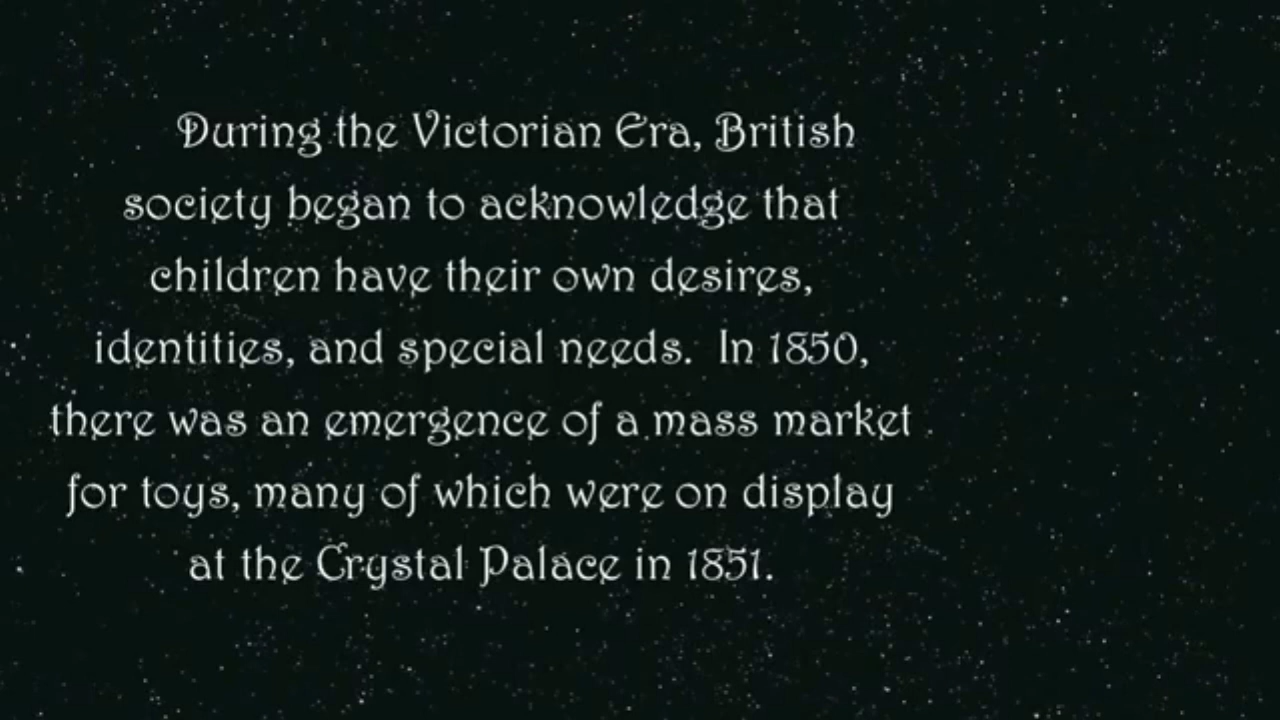 During the Victorian Era, British
society began to acknowledge that
children have their own desires,
identities, and special needs.  In 1850,
there was an emergence of a mass market
for toys, many of which were on display
at the Crystal Palace in 1851.